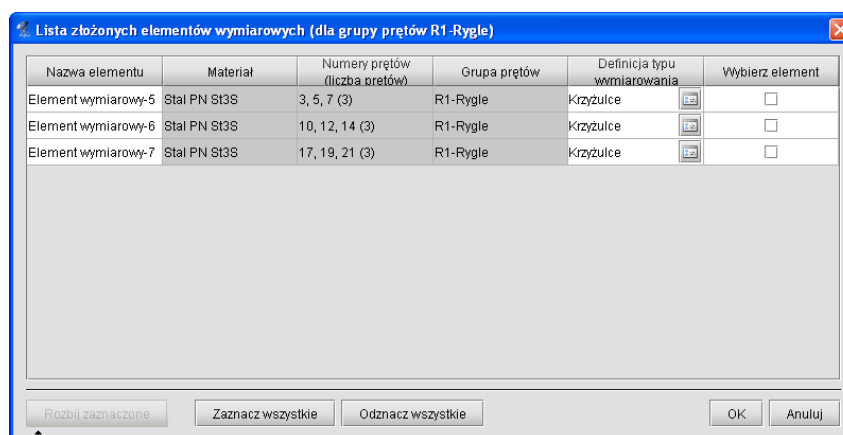 Lista złożonych elementów wymiarowych (dla grupy prętów R1-Rygle)
Nazwa elementu Materiał Numery prętów (liczba prętów) Grupa prętów Definicja typu wymiarowania Wybierz element
Element wymiarowy-5 Stal PN St3S 3, 5, 7 (3) R1-Rygle Krzyżulce
Element wymiarowy-6 Stal PN St3S 10, 12, 14 (3) R1-Rygle Krzyżulce
Element wymiarowy-7 Stal PN St3S 17, 19, 21 (3) R1-Rygle Krzyżulce
Rozbij zaznaczone Zaznacz wszystkie Odznacz wszystkie OK Anuluj